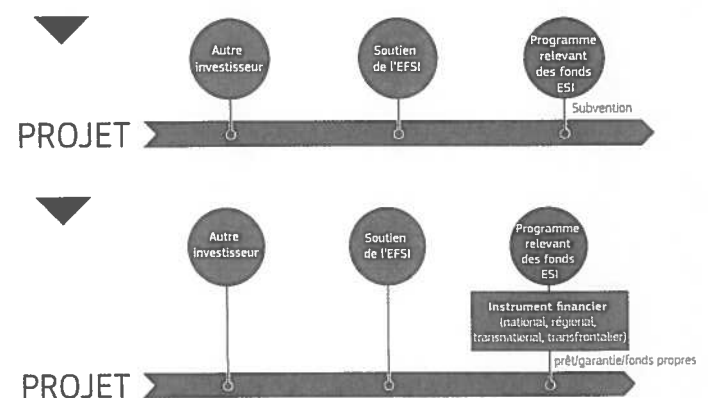 Autre
investisseur
Soutien
de l'EFSI
Programme
relevant
des fonds
ESI
Subvention
PROJET
Autre
investisseur
Soutien
de l'EFSI
Programme
relevant
des fonds
ESI
Instrument financier
(national, régional,
transnational, transfrontalier)
prêt/garantie/fonds propres
PROJET